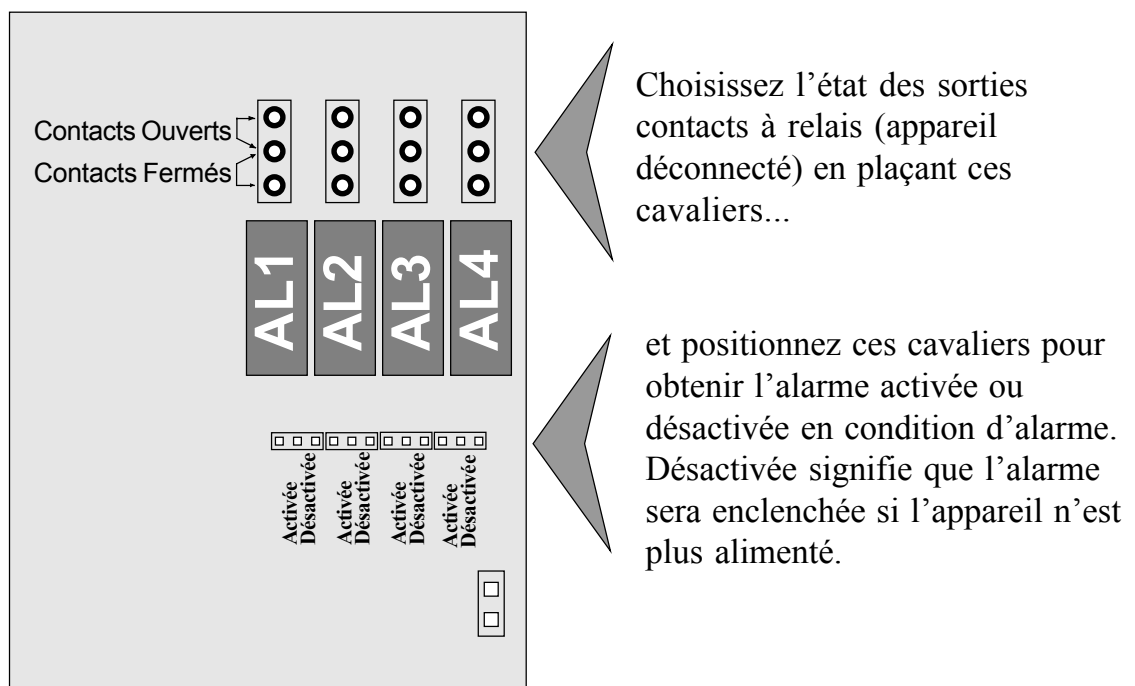 Contacts Ouverts
Contacts Fermés
AL1
AL2
AL3
AL4
Activée
Désactivée
Activée
Désactivée
Activée
Désactivée
Activée
Désactivée
Choisissez l’état des sorties
contacts à relais (appareil
déconnecté) en plaçant ces
cavaliers...
et positionnez ces cavaliers pour
obtenir l’alarme activée ou
désactivée en condition d’alarme.
Désactivée signifie que l’alarme
sera enclenchée si l’appareil n’est
plus alimenté.